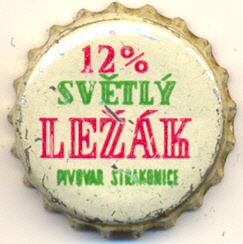 12%
SVĚTLÝ
LEŽÁK
PIVOVAR STRAKONICE